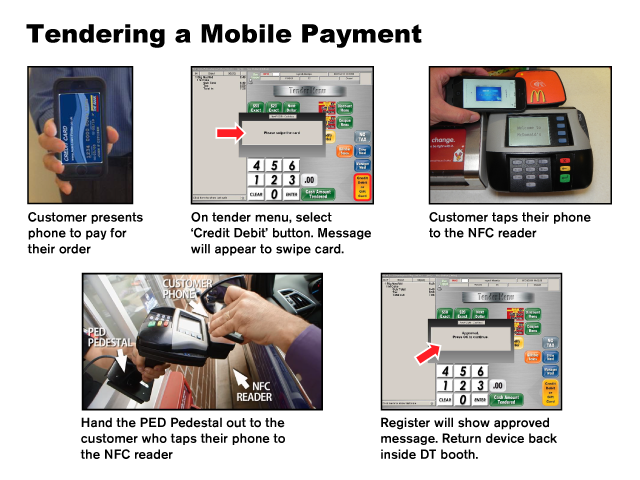 Tendering a Mobile Payment
CREDIT CARD
Tender Menu
Please swipe the card
4 5 6
1 2 3 .00
CLEAR 0 ENTER
Cash Amount
Tendered
NO
TAX
change.
Customer presents
phone to pay for
their order
On tender menu, select
‘Credit Debit’ button. Message
will appear to swipe card.
Customer taps their phone
to the NFC reader
CUSTOMER
PHONE
PED
PEDESTAL
NFC
READER
Tender Menu
Approved.
Press OK to continue
NO
TAX
4 5 6
1 2 3 .00
CLEAR 0 ENTER
Cash Amount
Tendered
Hand the PED Pedestal out to the
customer who taps their phone to
the NFC reader
Register will show approved
message. Return device back
inside DT booth.